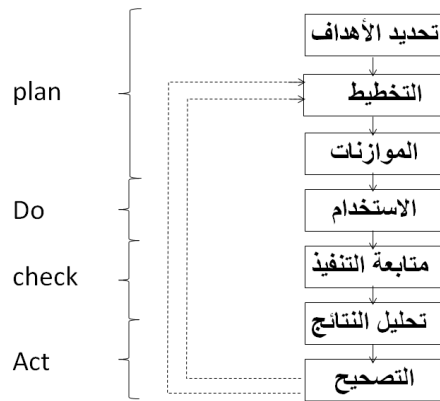 تحديد الأهداف
plan
التخطيط
الموازنات
Do
الاستخدام
check
متابعة التنفيذ
تحليل النتائج
Act
التصحيح